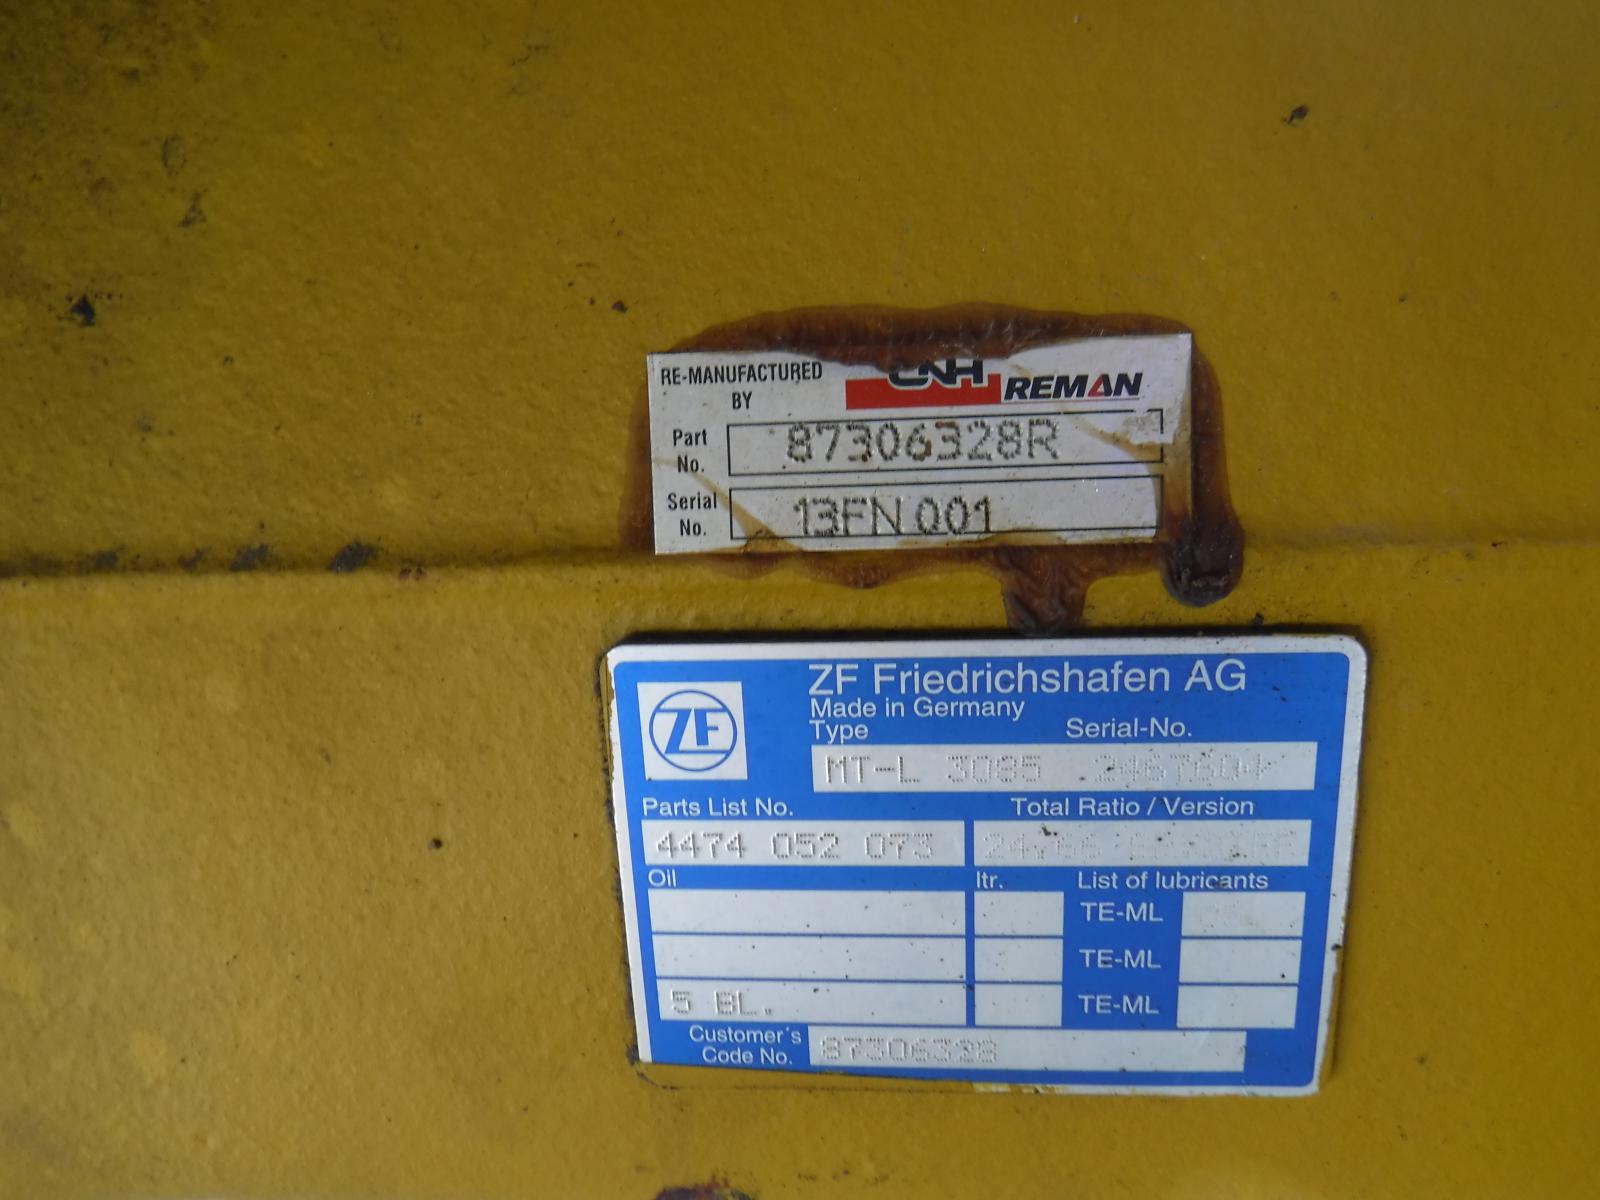 RE-MANUFACTURED
BY
CNH REMAN
Part
No.
87306328R
Serial
No.
13FN001
ZF Friedrichshafen AG
Made in Germany
Type Serial-No.
ZF
MT-L 3085
Parts List No. Total Ratio / Version
4474 052 073
Oil ltr. List of lubricants
TE-ML
TE-ML
5 BL. TE-ML
Customer´s
Code No. 87306328